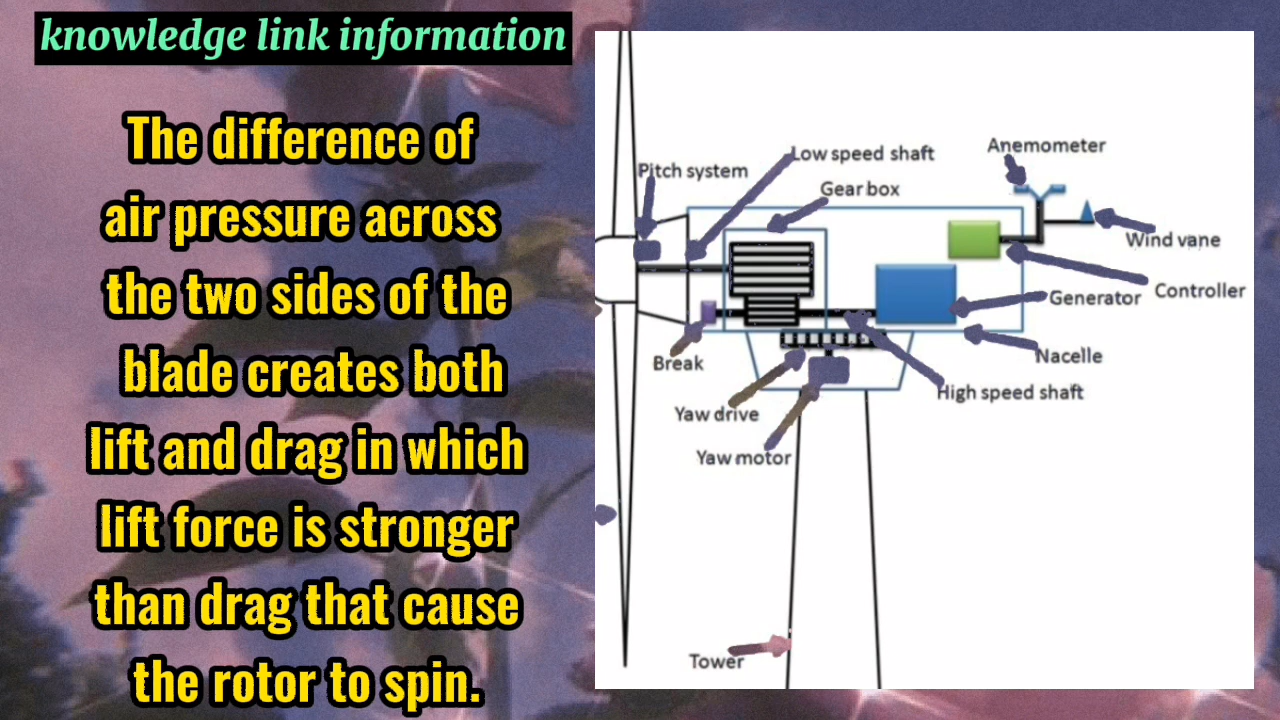 knowledge link information
The difference of
air pressure across
the two sides of the
blade creates both
lift and drag in which
lift force is stronger
than drag that cause
the rotor to spin.
Pitch system
Low speed shaft
Gear box
Anemometer
Wind vane
Controller
Generator
Nacelle
High speed shaft
Break
Yaw drive
Yaw motor
Tower